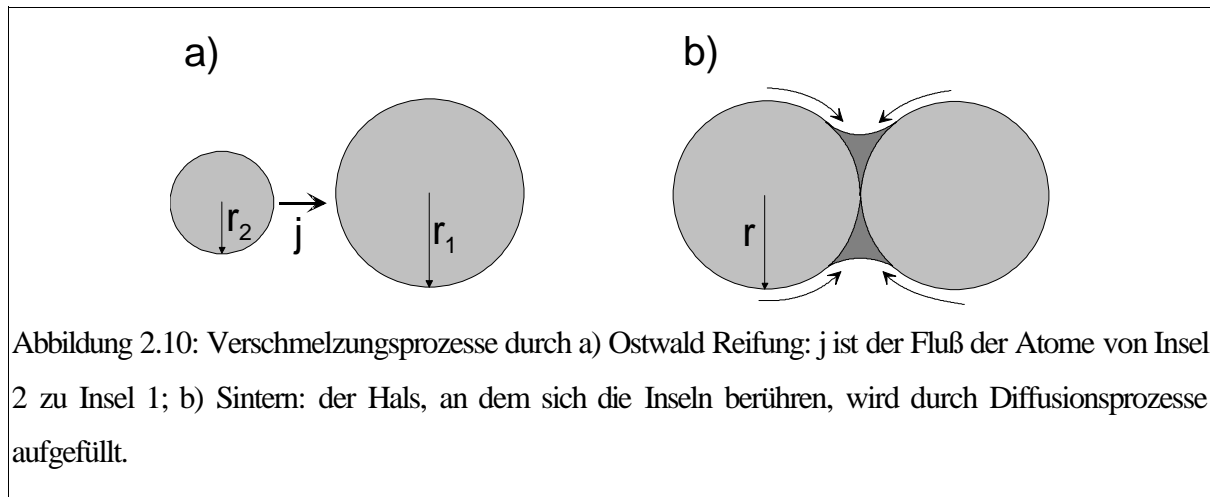 a)
b)
r2
j
r1
r
Abbildung 2.10: Verschmelzungsprozesse durch a) Ostwald Reifung: j ist der Fluß der Atome von Insel
2 zu Insel 1; b) Sintern: der Hals, an dem sich die Inseln berühren, wird durch Diffusionsprozesse
aufgefüllt.